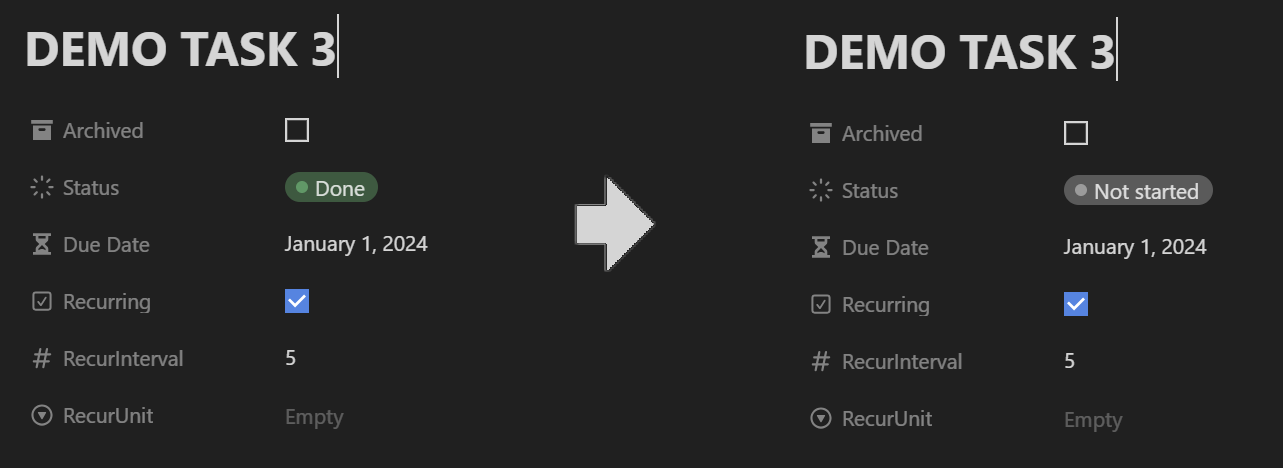 DEMO TASK 3
Archived
Status Done
Due Date January 1, 2024
Recurring
RecurInterval 5
RecurUnit Empty
DEMO TASK 3
Archived
Status Not started
Due Date January 1, 2024
Recurring
RecurInterval 5
RecurUnit Empty